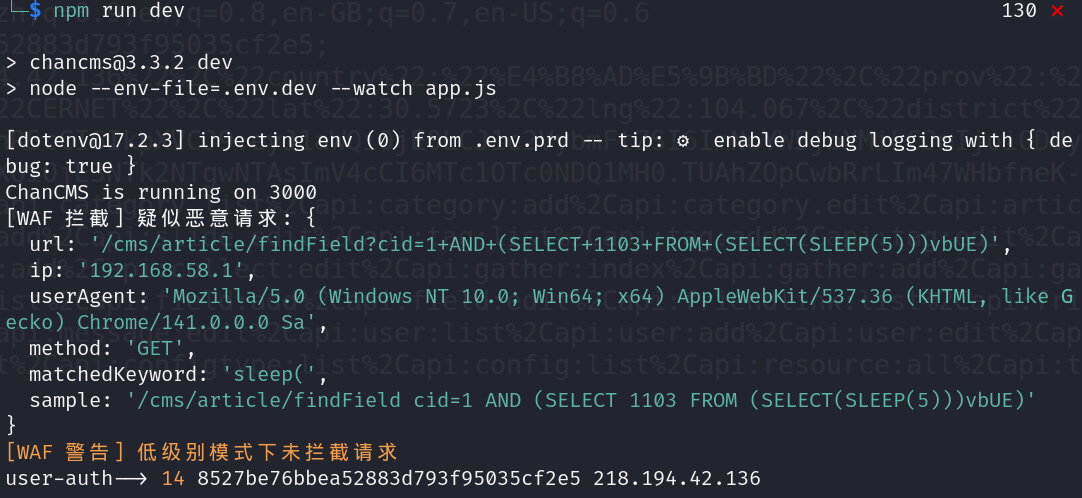 └─$ npm run dev 130 ⨯
> chancms@3.3.2 dev
> node --env-file=.env.dev --watch app.js
[dotenv@17.2.3] injecting env (0) from .env.prd -- tip: ⚙ enable debug logging with { de
bug: true }
ChanCMS is running on 3000
[WAF 拦截] 疑似恶意请求: {
url: '/cms/article/findField?cid=1+AND+(SELECT+1103+FROM+(SELECT(SLEEP(5)))vbUE)',
ip: '192.168.58.1',
userAgent: 'Mozilla/5.0 (Windows NT 10.0; Win64; x64) AppleWebKit/537.36 (KHTML, like G
ecko) Chrome/141.0.0.0 Sa',
method: 'GET',
matchedKeyword: 'sleep(',
sample: '/cms/article/findField cid=1 AND (SELECT 1103 FROM (SELECT(SLEEP(5)))vbUE)'
}
[WAF 警告] 低级别模式下未拦截请求
user-auth--> 14 8527be76bbea52883d793f95035cf2e5 218.194.42.136